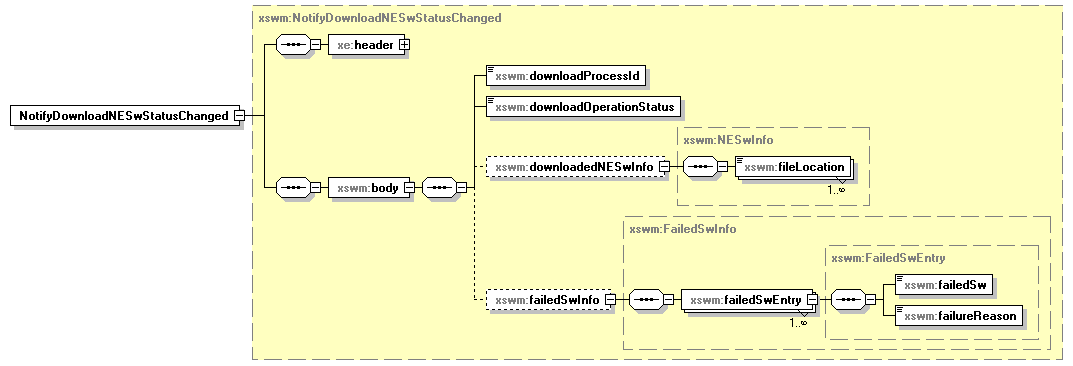 xswm:NotifyDownloadNESwStatusChanged
xe:header
xswm:downloadProcessId
xswm:downloadOperationStatus
NotifyDownloadNESwStatusChanged
xswm:NESwInfo
xswm:downloadedNESwInfo
xswm:fileLocation
1..∞
xswm:body
xswm:FailedSwInfo
xswm:FailedSwEntry
xswm:failedSw
xswm:failedSwInfo
xswm:failedSwEntry
xswm:failureReason
1..∞